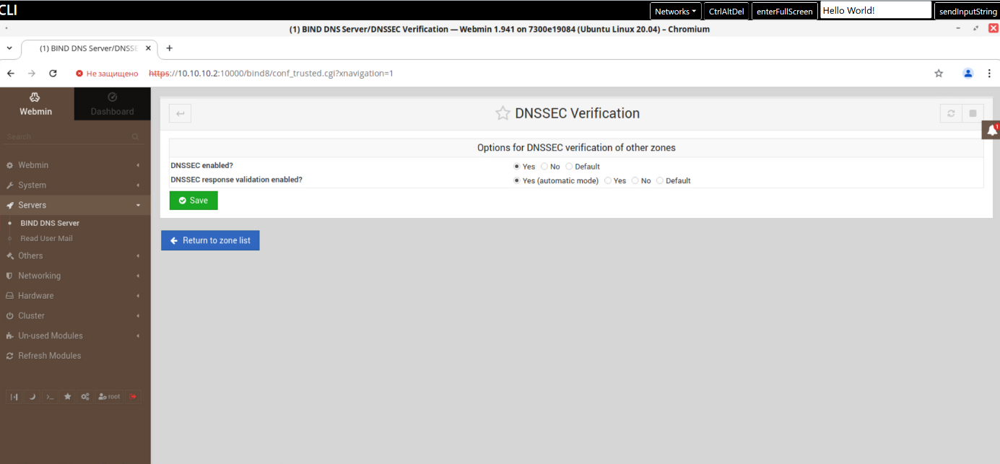 CLI
Networks
CtrlAltDel
enterFullScreen
Hello World!
sendInputString
(1) BIND DNS Server/DNSSEC Verification — Webmin 1.941 on 7300e19084 (Ubuntu Linux 20.04) – Chromium
(1) BIND DNS Server/DNSSE
Не защищено
https://10.10.10.2:10000/bind8/conf_trusted.cgi?xnavigation=1
Webmin
Dashboard
Search
Webmin
System
Servers
BIND DNS Server
Read User Mail
Others
Networking
Hardware
Cluster
Un-used Modules
Refresh Modules
root
DNSSEC Verification
1
Options for DNSSEC verification of other zones
DNSSEC enabled? Yes No Default
DNSSEC response validation enabled? Yes (automatic mode) Yes No Default
Save
Return to zone list